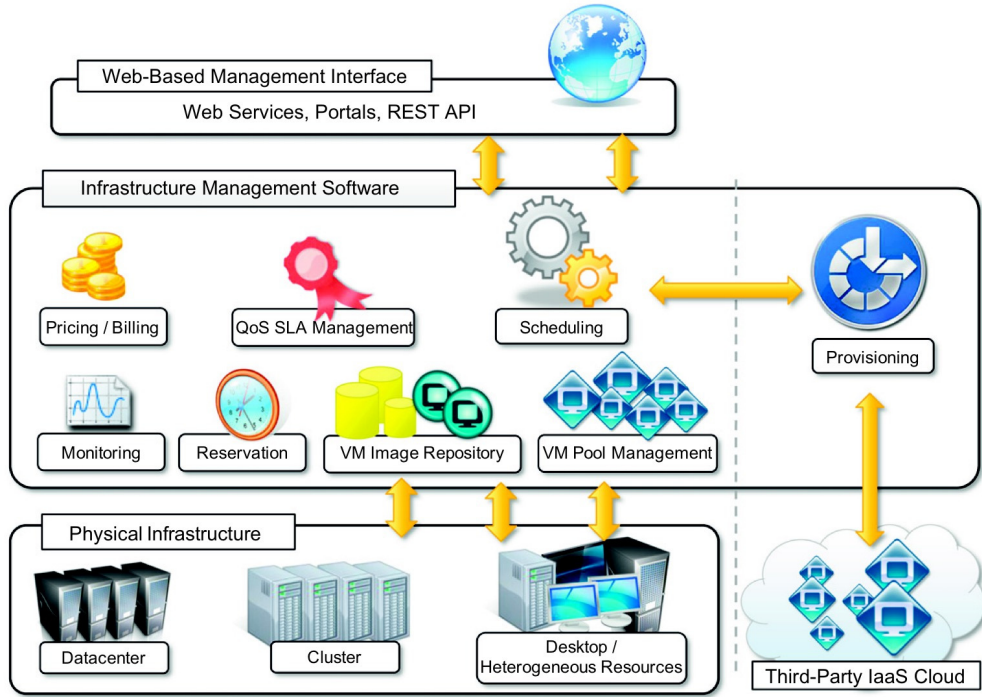 Web-Based Management Interface
Web Services, Portals, REST API
Infrastructure Management Software
Pricing / Billing
QoS SLA Management
Scheduling
Provisioning
Monitoring
Reservation
VM Image Repository
VM Pool Management
Physical Infrastructure
Datacenter
Cluster
Desktop /
Heterogeneous Resources
Third-Party IaaS Cloud